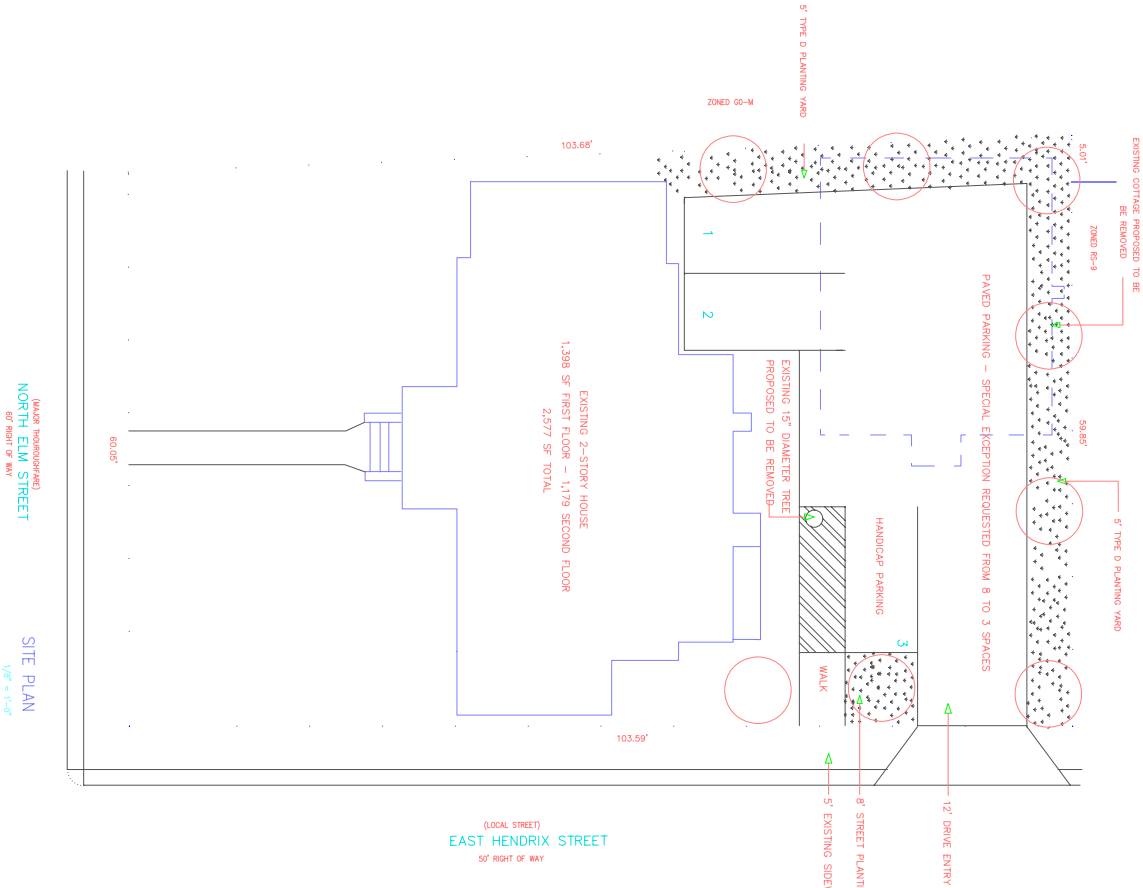 5' TYPE D PLANTING YARD
ZONED GO-M
103.68'
5.01'
EXISTING COTTAGE PROPOSED TO BE
BE REMOVED
ZONED RS-9
1
2
PAVED PARKING - SPECIAL EXCEPTION REQUESTED FROM 8 TO 3 SPACES
EXISTING 15" DIAMETER TREE
PROPOSED TO BE REMOVED
EXISTING 2-STORY HOUSE
1,398 SF FIRST FLOOR - 1,179 SECOND FLOOR
2,577 SF TOTAL
59.85'
5' TYPE D PLANTING YARD
HANDICAP PARKING
3
WALK
(MAJOR THOUROUGHFARE)
NORTH ELM STREET
60' RIGHT OF WAY
60.05'
SITE PLAN
1/8" = 1'-0"
103.59'
12' DRIVE ENTRY
8' STREET PLANTI
5' EXISTING SIDE
(LOCAL STREET)
EAST HENDRIX STREET
50' RIGHT OF WAY